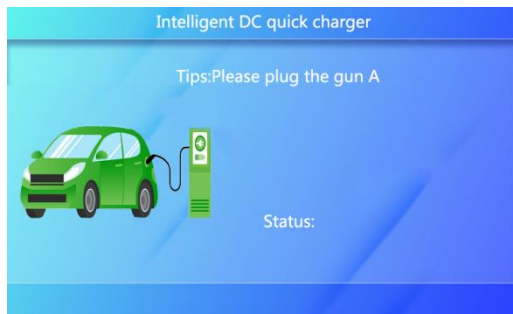 Intelligent DC quick charger
Tips:Please plug the gun A
Status: